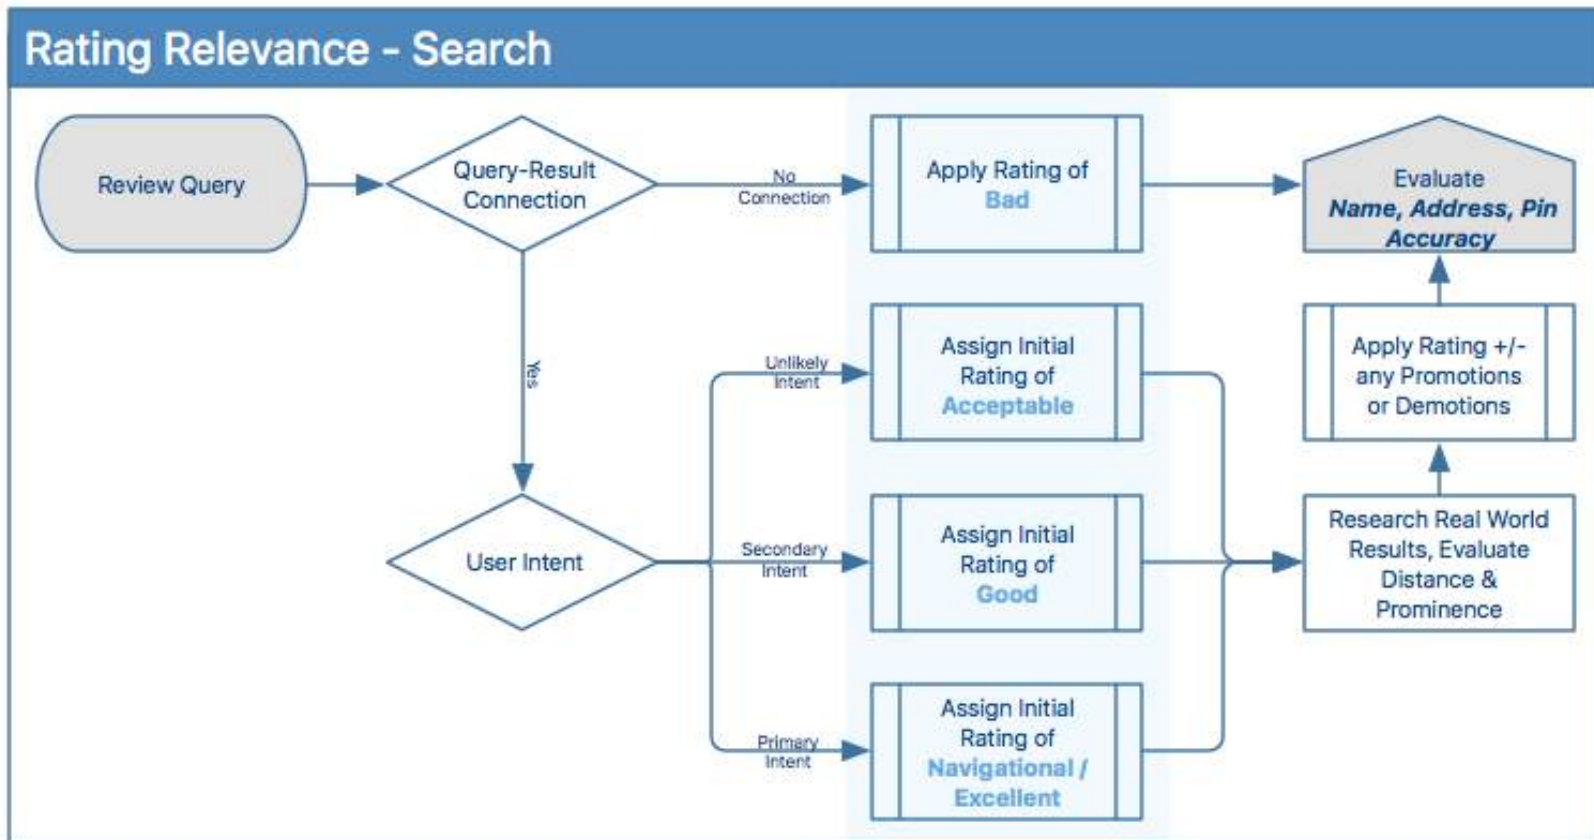 Rating Relevance - Search
Review Query
Query-Result
Connection
No
Connection
Apply Rating of
Bad
Evaluate
Name, Address, Pin
Accuracy
Yes
Unlikely
Intent
Assign Initial
Rating of
Acceptable
Apply Rating +/-
any Promotions
or Demotions
User Intent
Secondary
Intent
Assign Initial
Rating of
Good
Research Real World
Results, Evaluate
Distance &
Prominence
Primary
Intent
Assign Initial
Rating of
Navigational /
Excellent